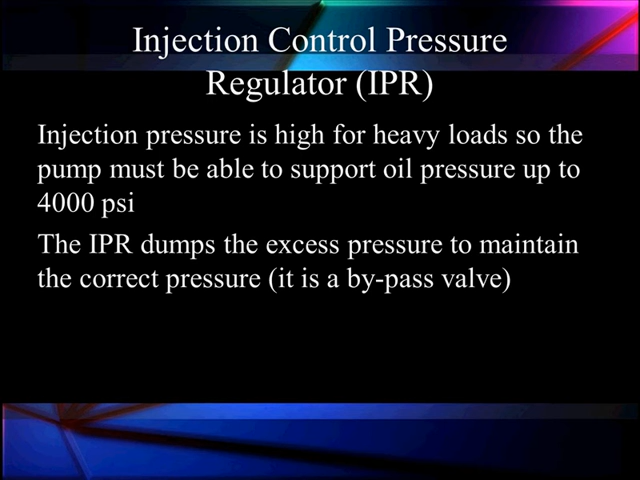 Injection Control Pressure
Regulator (IPR)
Injection pressure is high for heavy loads so the
pump must be able to support oil pressure up to
4000 psi
The IPR dumps the excess pressure to maintain
the correct pressure (it is a by-pass valve)